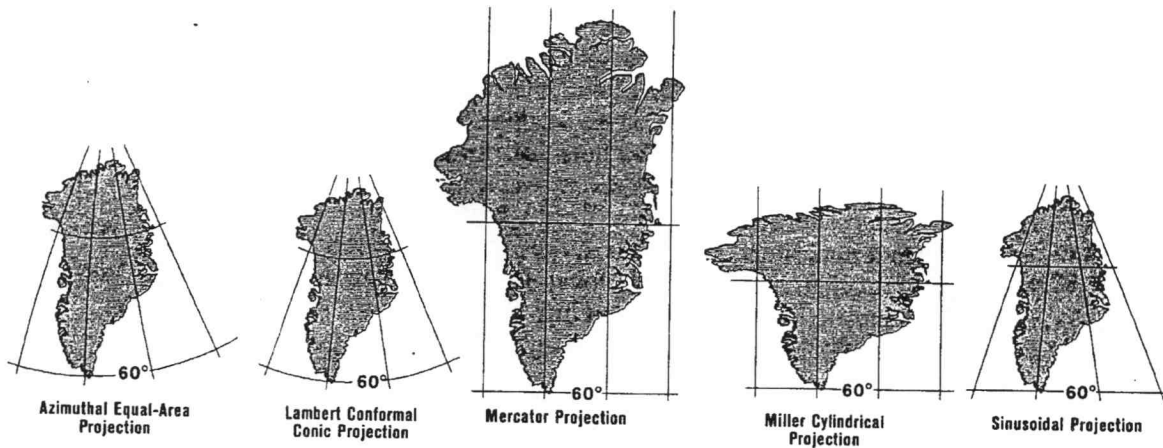 60°
60°
60°
60°
60°
Azimuthal Equal-Area
Projection
Lambert Conformal
Conic Projection
Mercator Projection
Miller Cylindrical
Projection
Sinusoidal Projection